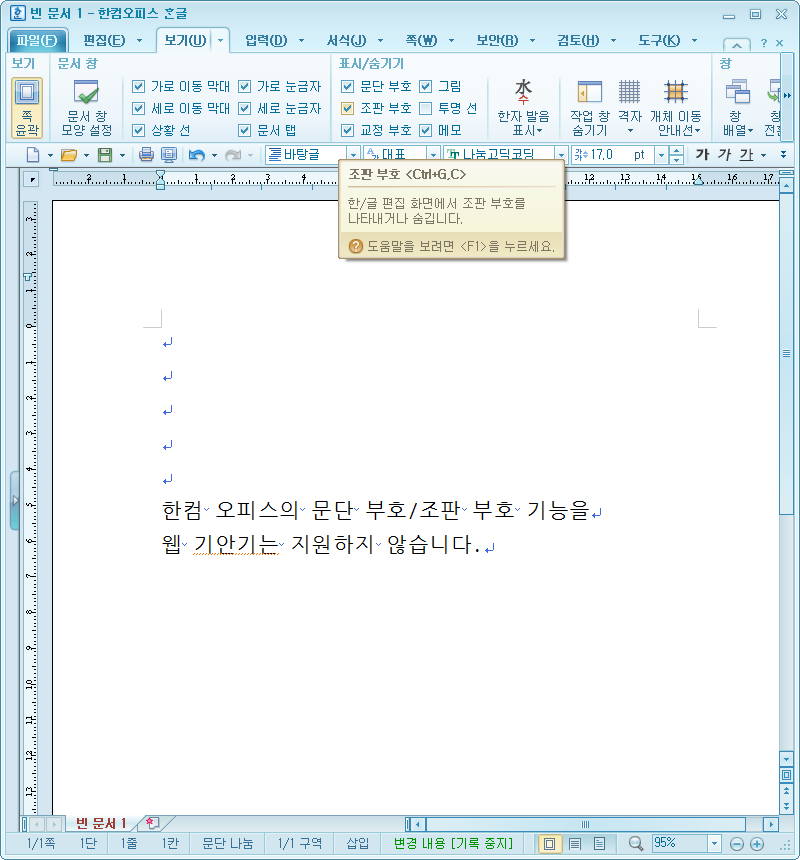 빈 문서 1 - 한컴오피스 한글
파일(F) 편집(E) 보기(U) 입력(D) 서식(J) 쪽(W) 보안(R) 검토(H) 도구(K) ?
보기 문서 창 표시/숨기기 창
가로 이동 막대 가로 눈금자 문단 부호 그림
세로 이동 막대 세로 눈금자 조판 부호 투명 선
상황 선 문서 탭 교정 부호 메모
쪽 윤곽
문서 창 모양 설정
한자 발음 표시
작업 창 숨기기
격자
개체 이동 안내선
창 배열
창 전환
바탕글 대표 나눔고딕코딩 17.0 pt 가 가 가
조판 부호 <Ctrl+G,C>
한/글 편집 화면에서 조판 부호를
나타내거나 숨깁니다.
도움말을 보려면 <F1>을 누르세요.
한컴 오피스의 문단 부호/조판 부호 기능을
웹 기안기는 지원하지 않습니다.
빈 문서 1
1/1쪽 1단 1줄 1칸 문단 나눔 1/1 구역 삽입 변경 내용 [기록 중지] 95%